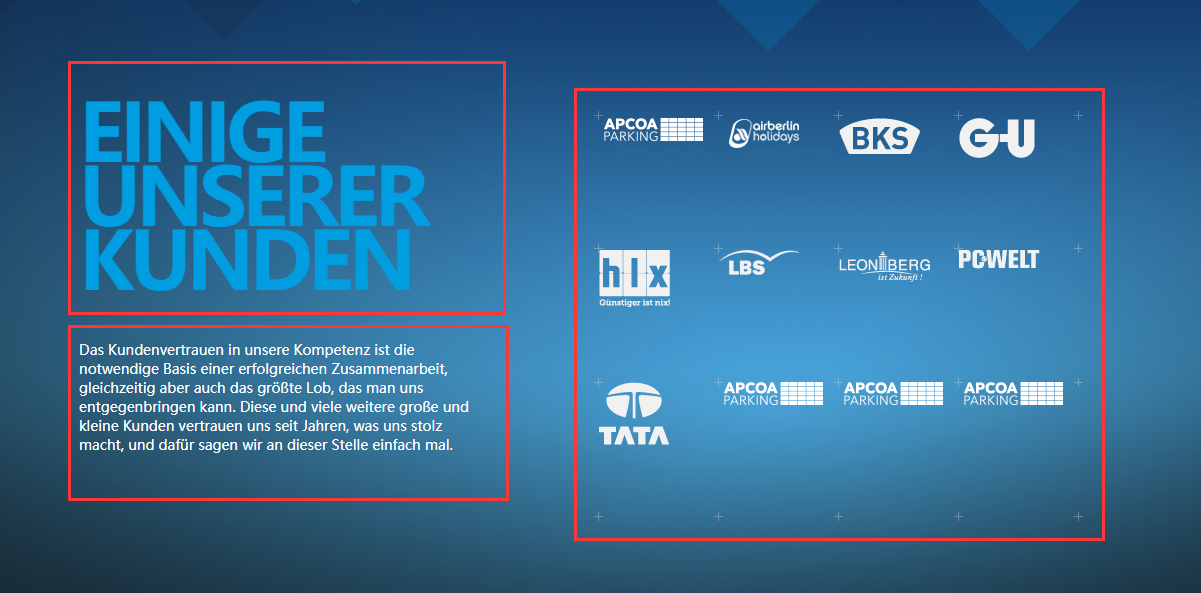 EINIGE
UNSERER
KUNDEN
Das Kundenvertrauen in unsere Kompetenz ist die
notwendige Basis einer erfolgreichen Zusammenarbeit,
gleichzeitig aber auch das größte Lob, das man uns
entgegenbringen kann. Diese und viele weitere große und
kleine Kunden vertrauen uns seit Jahren, was uns stolz
macht, und dafür sagen wir an dieser Stelle einfach mal.
APCOA
PARKING
airberlin
holidays
BKS
G-U
hlx
Günstiger ist nix!
LBS
LEONBERG
ist Zukunft !
PC-WELT
TATA
APCOA
PARKING
APCOA
PARKING
APCOA
PARKING